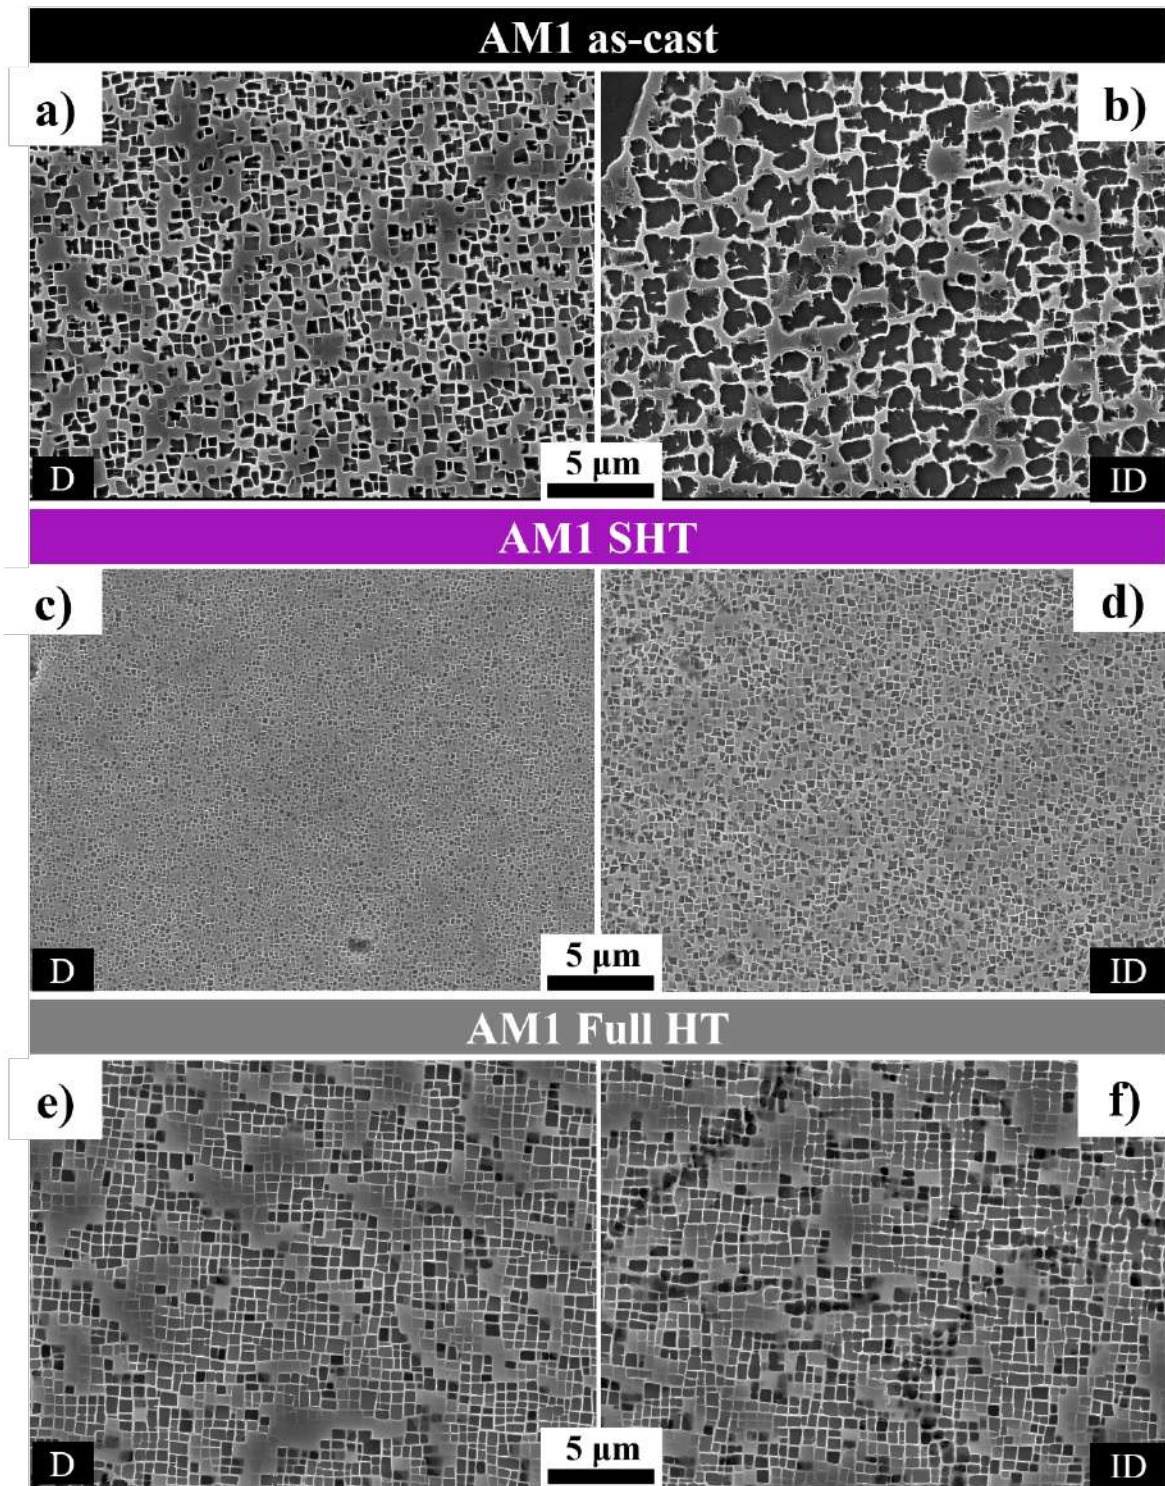 AM1 as-cast
a)
b)
D
5 μm
ID
AM1 SHT
c)
d)
D
5 μm
ID
AM1 Full HT
e)
f)
D
5 μm
ID